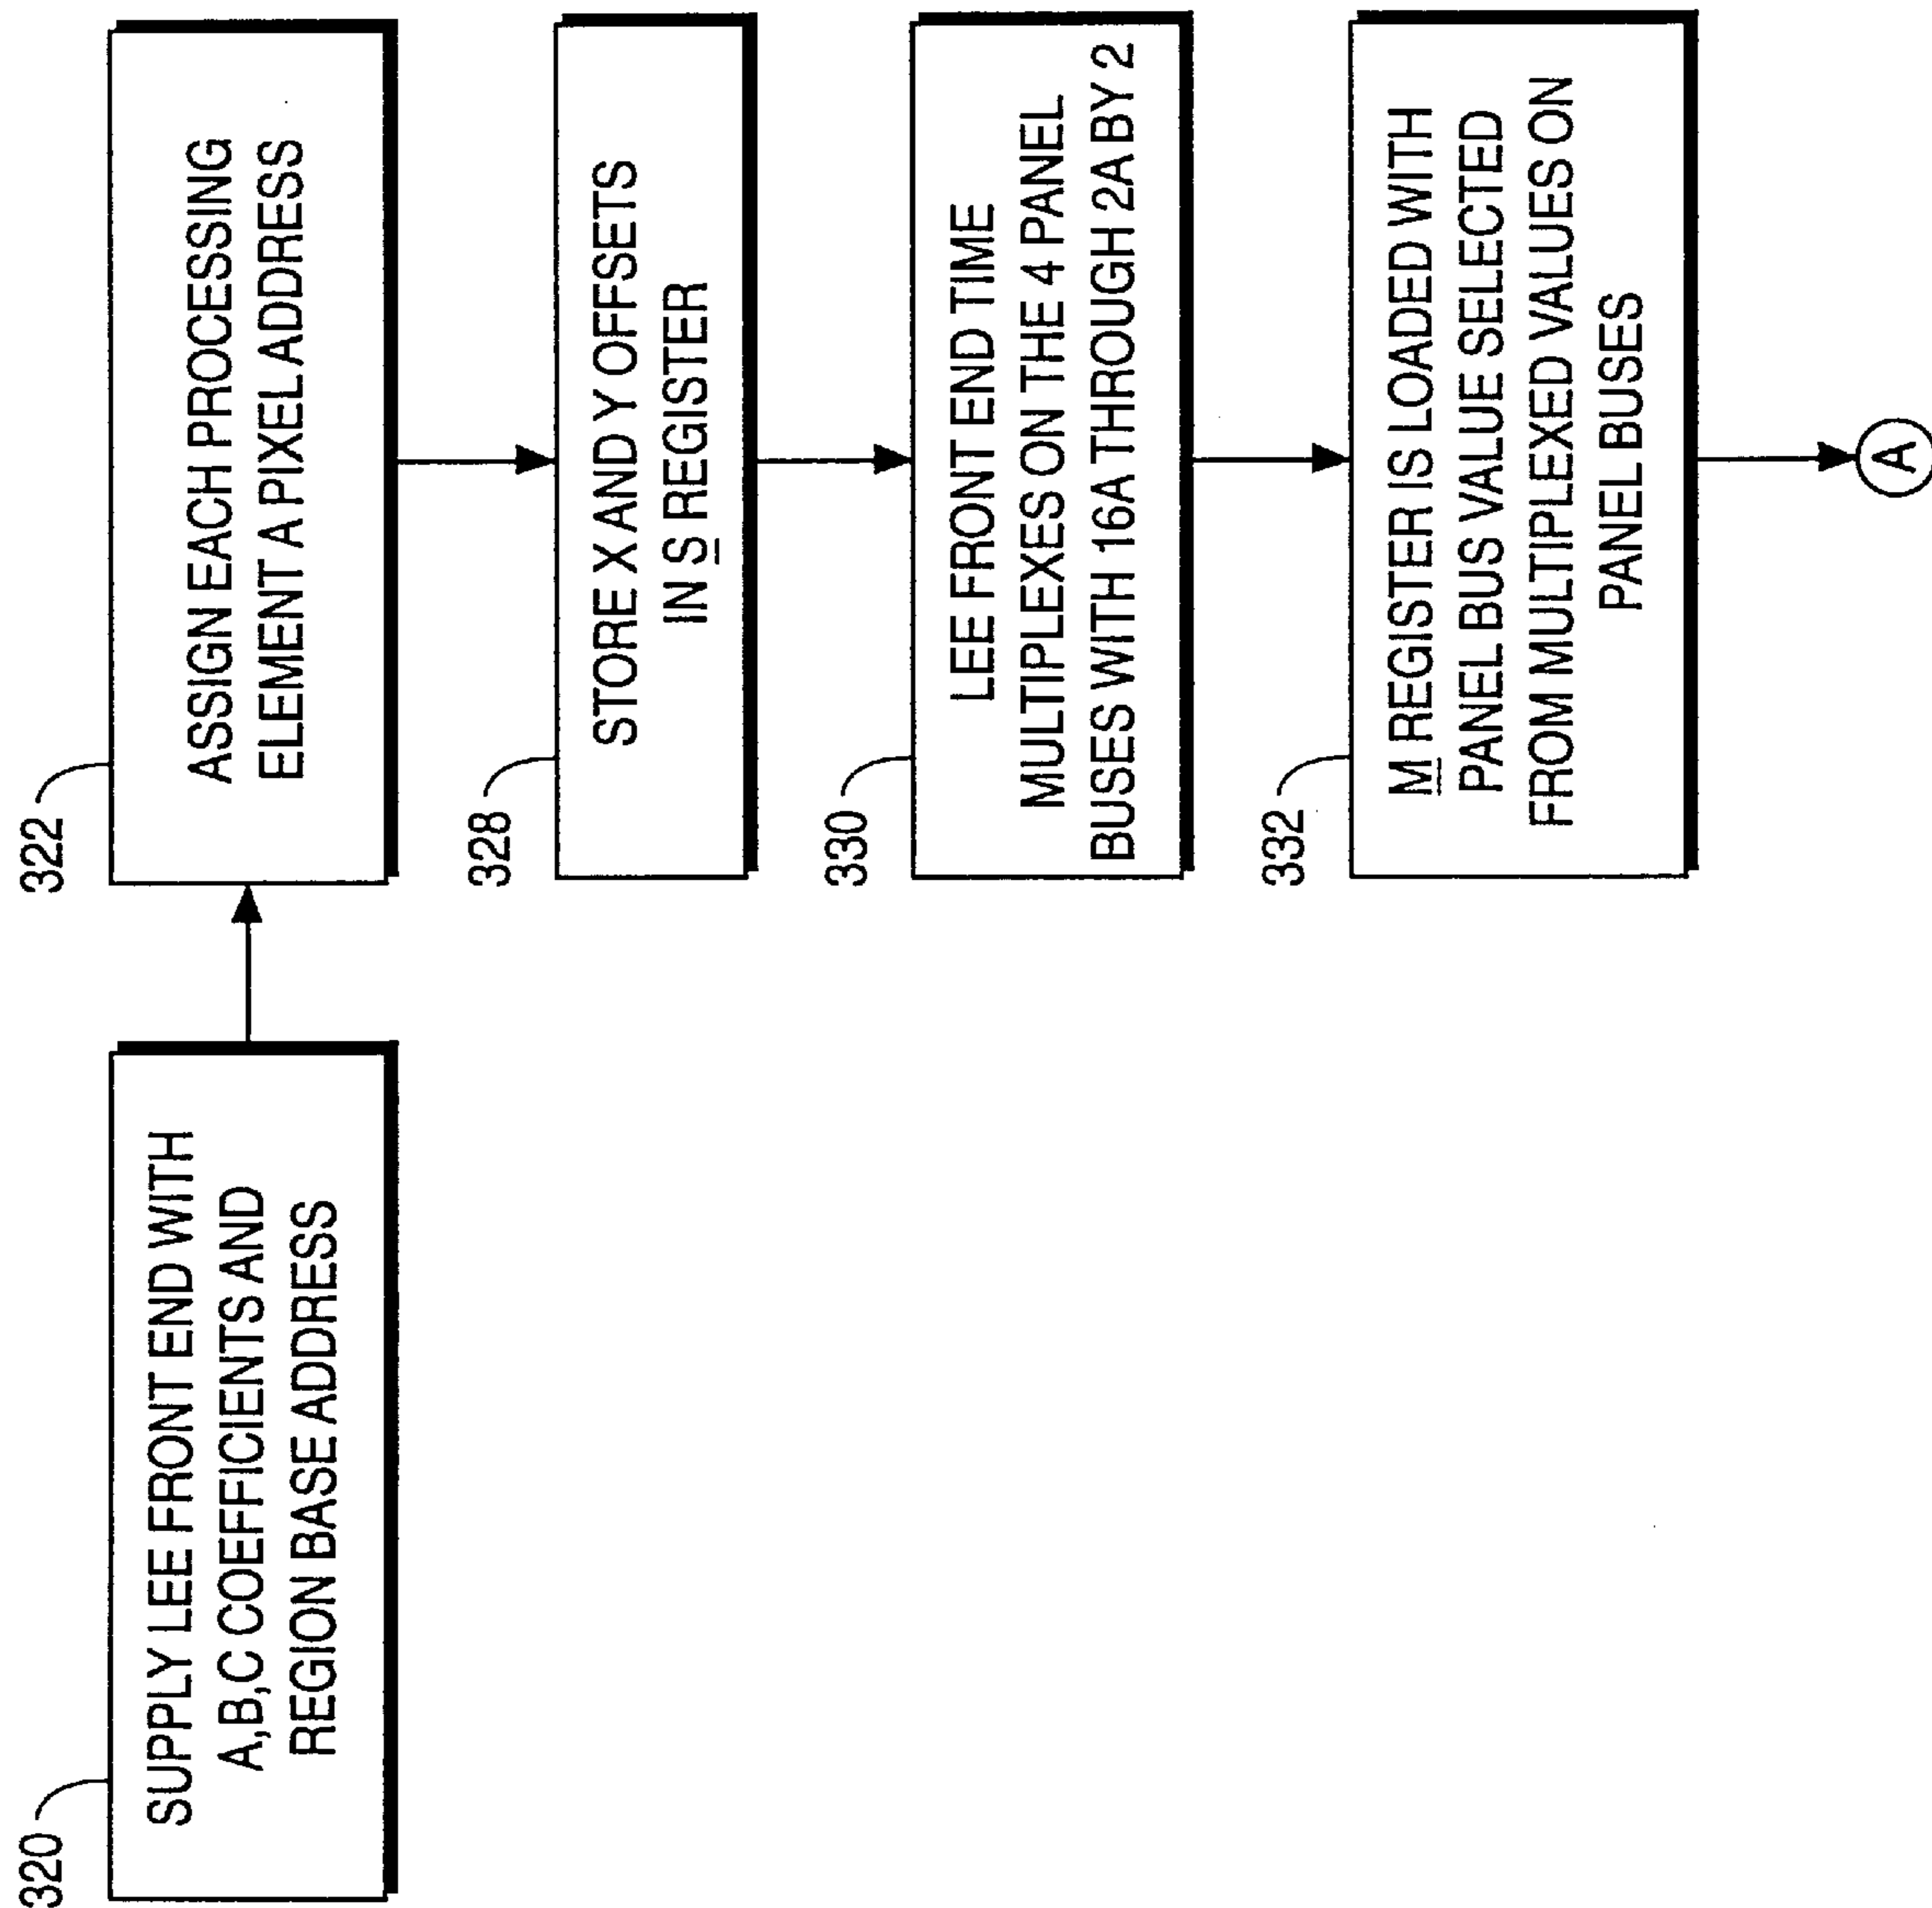 320
SUPPLY LEE FRONT END WITH
A,B,C COEFFICIENTS AND
REGION BASE ADDRESS
322
ASSIGN EACH PROCESSING
ELEMENT A PIXEL ADDRESS
328
STORE X AND Y OFFSETS
IN S REGISTER
330
LEE FRONT END TIME
MULTIPLEXES ON THE 4 PANEL
BUSES WITH 16A THROUGH 2A BY 2
332
M REGISTER IS LOADED WITH
PANEL BUS VALUE SELECTED
FROM MULTIPLEXED VALUES ON
PANEL BUSES
A